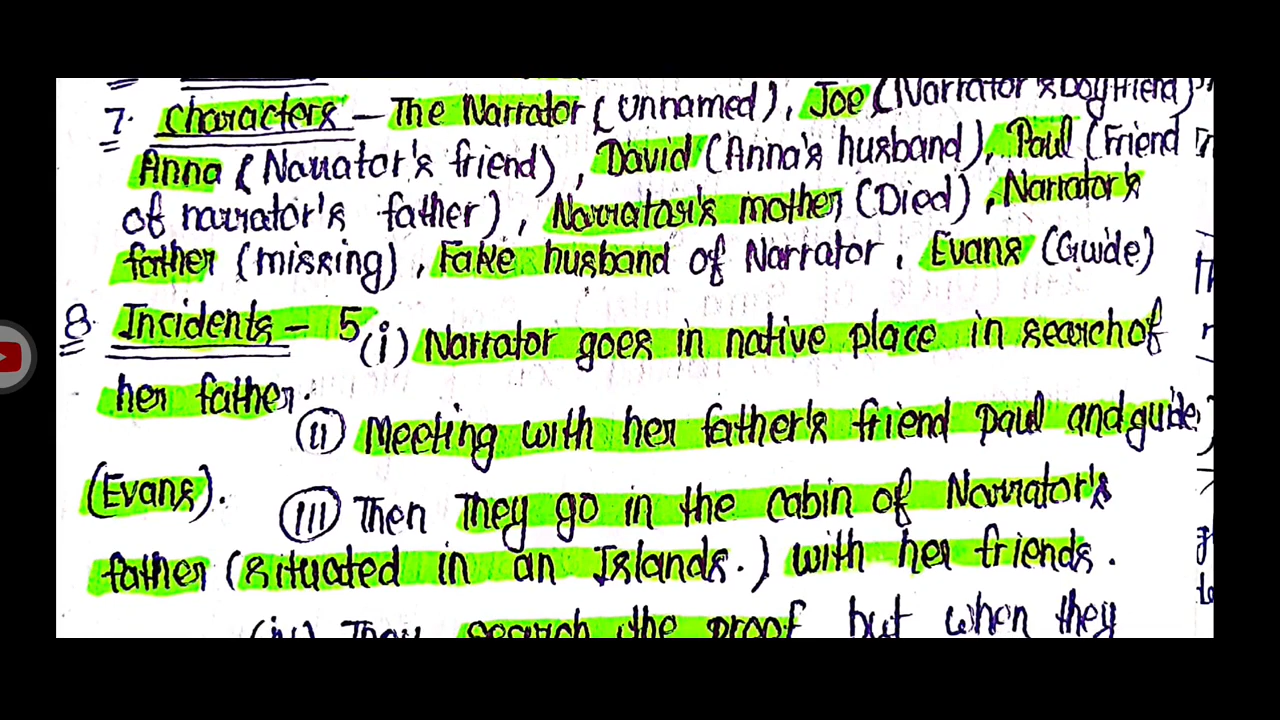 7. Characters – The Narrator (Unnamed), Joe (Narrator's boyfriend),
Anna (Narrator's friend), David (Anna's husband), Paul (Friend
of narrator's father), Narrator's mother (Died), Narrator's
father (missing), Fake husband of Narrator, Evans (Guide)
8. Incidents – 5 (i) Narrator goes in native place in search of
her father.
(ii) Meeting with her father's friend paul and guide
(Evans).
(iii) Then They go in the cabin of Narrator's
father (situated in an Islands.) with her friends.
(iv) They search the proof but when they